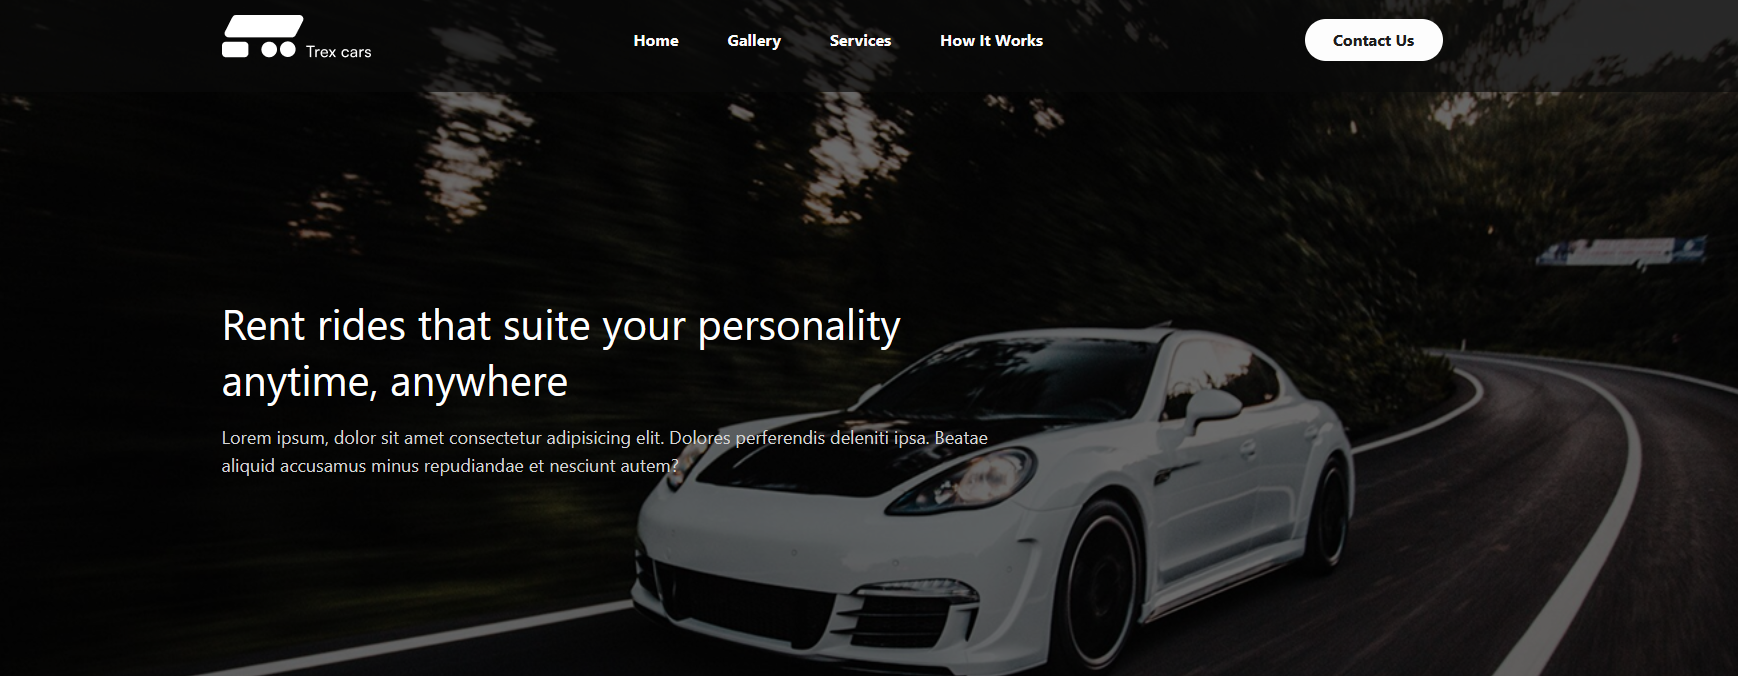 Trex cars
Home Gallery Services How It Works
Contact Us
Rent rides that suite your personality
anytime, anywhere
Lorem ipsum, dolor sit amet consectetur adipisicing elit. Dolores perferendis deleniti ipsa. Beatae
aliquid accusamus minus repudiandae et nesciunt autem?